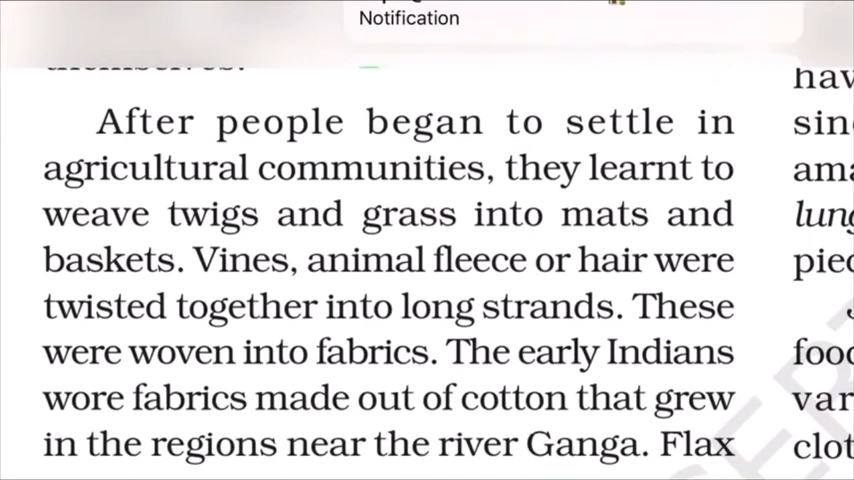 Notification
themselves.
After people began to settle in
agricultural communities, they learnt to
weave twigs and grass into mats and
baskets. Vines, animal fleece or hair were
twisted together into long strands. These
were woven into fabrics. The early Indians
wore fabrics made out of cotton that grew
in the regions near the river Ganga. Flax
hav
sin
ama
lung
pie
food
var
clot